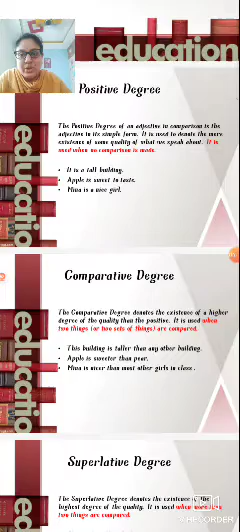 education
Positive Degree
The Positive Degree of an adjective in comparison is the
adjective in its simple form. It is used to denote the mere
existence of some quality of what we speak about. It is
used when no comparison is made.
• It is a tall building.
• Apple is sweet to taste.
• Mina is a nice girl.
educatio
Comparative Degree
The Comparative Degree denotes the existence of a higher
degree of the quality than the positive. It is used when
two things (or two sets of things) are compared.
• This building is taller than any other building.
• Apple is sweeter than pear.
• Mina is nicer than most other girls in class.
educatio
Superlative Degree
The Superlative Degree denotes the existence of the
highest degree of the quality. It is used when more than
two things are compared.
RECORDER